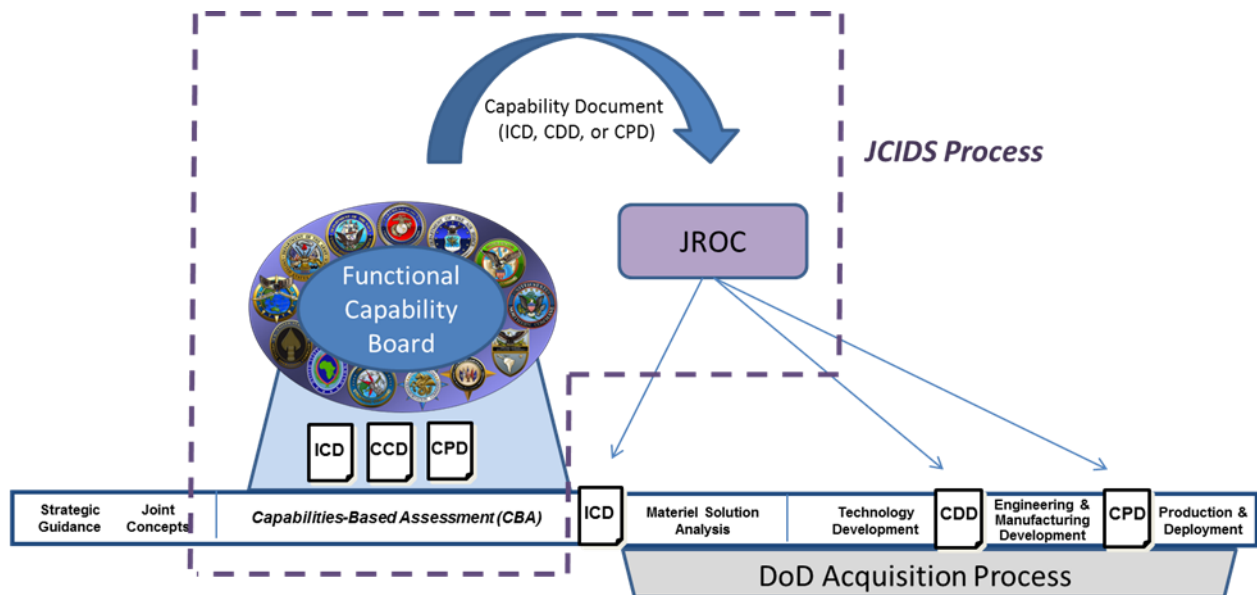 Capability Document
(ICD, CDD, or CPD)
JCIDS Process
JROC
Functional
Capability
Board
ICD
CCD
CPD
Strategic
Guidance
Joint
Concepts
Capabilities-Based Assessment (CBA)
ICD
Materiel Solution
Analysis
Technology
Development
CDD
Engineering &
Manufacturing
Development
CPD
Production &
Deployment
DoD Acquisition Process